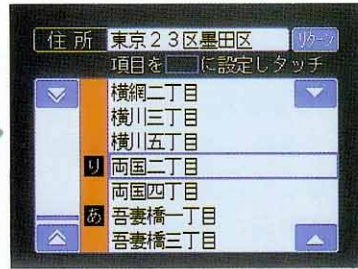 住所 東京23区墨田区 リターン
項目を に設定しタッチ
横網二丁目
横川三丁目
横川五丁目
り 両国二丁目
両国四丁目
あ 吾妻橋一丁目
吾妻橋三丁目